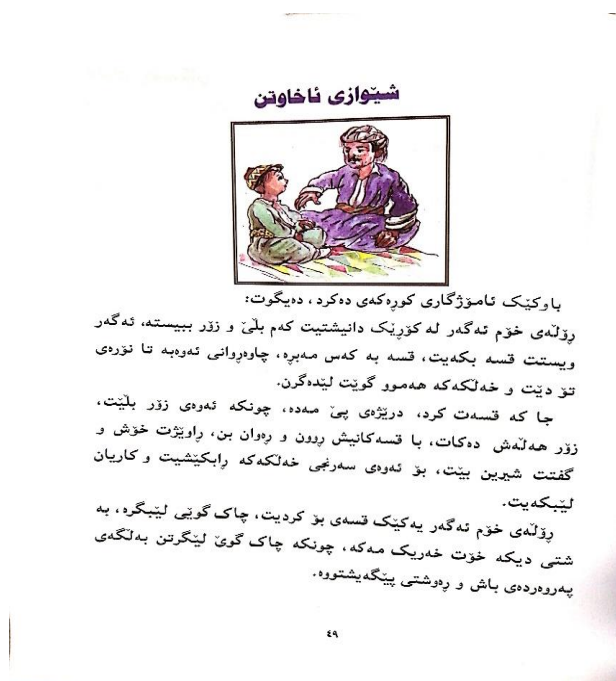 شێوازی ئاخاوتن
باوکێک ئامۆژگاری کوڕەکەی دەکرد، دەیگوت:
ڕۆڵەی خۆم ئەگەر لە کۆڕێک دانیشتیت کەم بڵێ و زۆر ببیستە، ئەگەر
ویستت قسە بکەیت، قسە بە کەس مەبڕە، چاوەڕوانی ئەوەبە تا نۆرەی
تۆ دێت و خەڵکەکە هەموو گوێت لێدەگرن.
جا کە قسەت کرد، درێژەی پێ مەدە، چونکە ئەوەی زۆر بڵێت،
زۆر هەڵەش دەکات، با قسەکانیش ڕوون و ڕەوان بن، ڕاوێژت خۆش و
گفتت شیرین بێت، بۆ ئەوەی سەرنجی خەڵکەکە ڕابکێشیت و کاریان
لێبکەیت.
ڕۆڵەی خۆم ئەگەر یەکێک قسەی بۆ کردیت، چاک گوێی لێبگرە، بە
شتی دیکە خۆت خەریک مەکە، چونکە چاک گوێ لێگرتن بەڵگەی
پەروەردەی باش و ڕەوشتی پێگەیشتووە.
٤٩